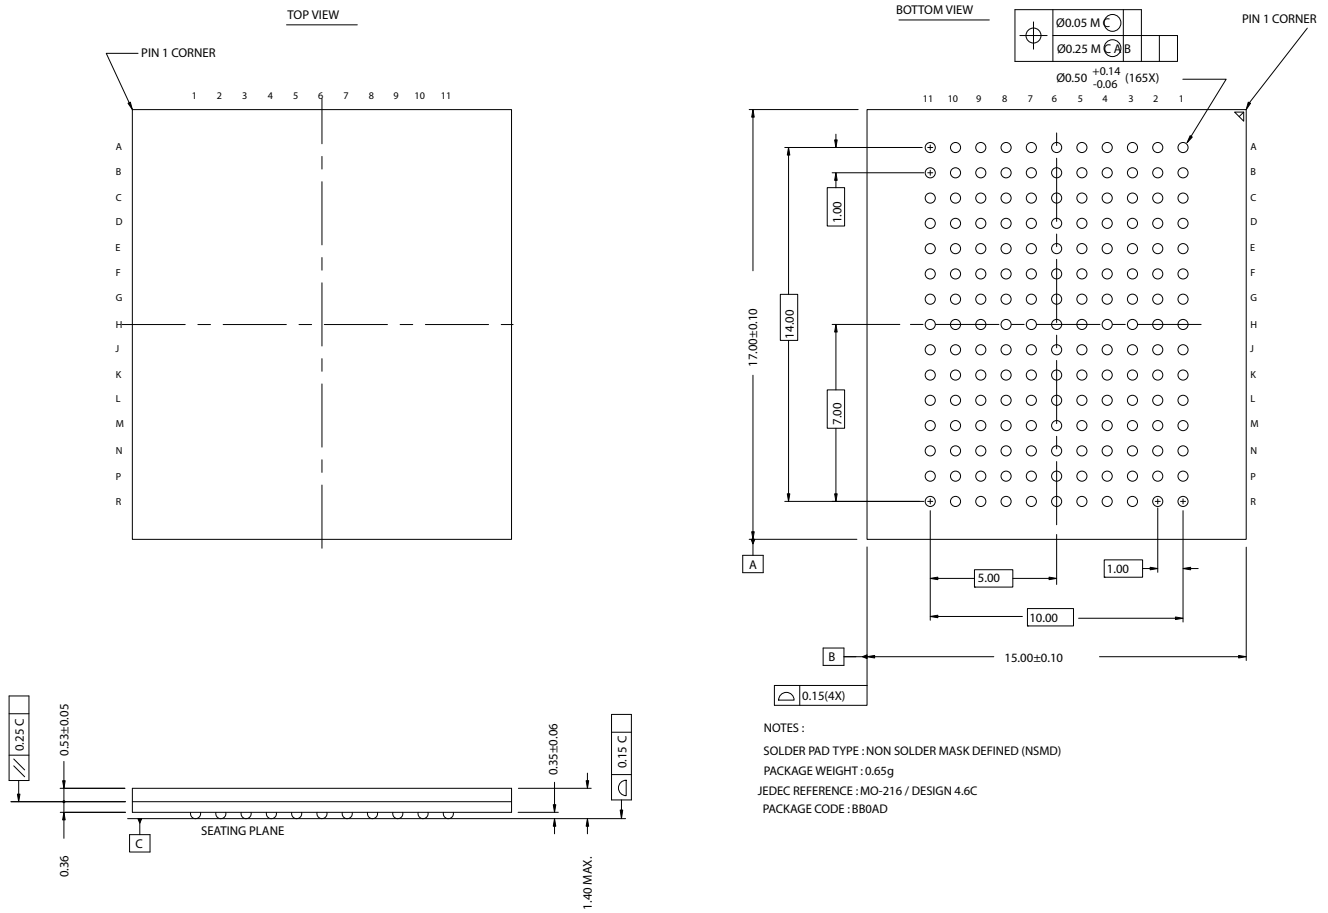 TOP VIEW
PIN 1 CORNER
1 2 3 4 5 6 7 8 9 10 11
A
B
C
D
E
F
G
H
J
K
L
M
N
P
R
BOTTOM VIEW
PIN 1 CORNER
Ø0.05 M C
Ø0.25 M C A B
Ø0.50 +0.14 -0.06 (165X)
11 10 9 8 7 6 5 4 3 2 1
A
B
C
D
E
F
G
H
J
K
L
M
N
P
R
1.00
14.00
17.00±0.10
7.00
A
5.00
1.00
10.00
B
15.00±0.10
0.15(4X)
0.25 C
0.53±0.05
0.36
C
SEATING PLANE
0.35±0.06
0.15 C
1.40 MAX.
NOTES :
SOLDER PAD TYPE : NON SOLDER MASK DEFINED (NSMD)
PACKAGE WEIGHT : 0.65g
JEDEC REFERENCE : MO-216 / DESIGN 4.6C
PACKAGE CODE : BB0AD